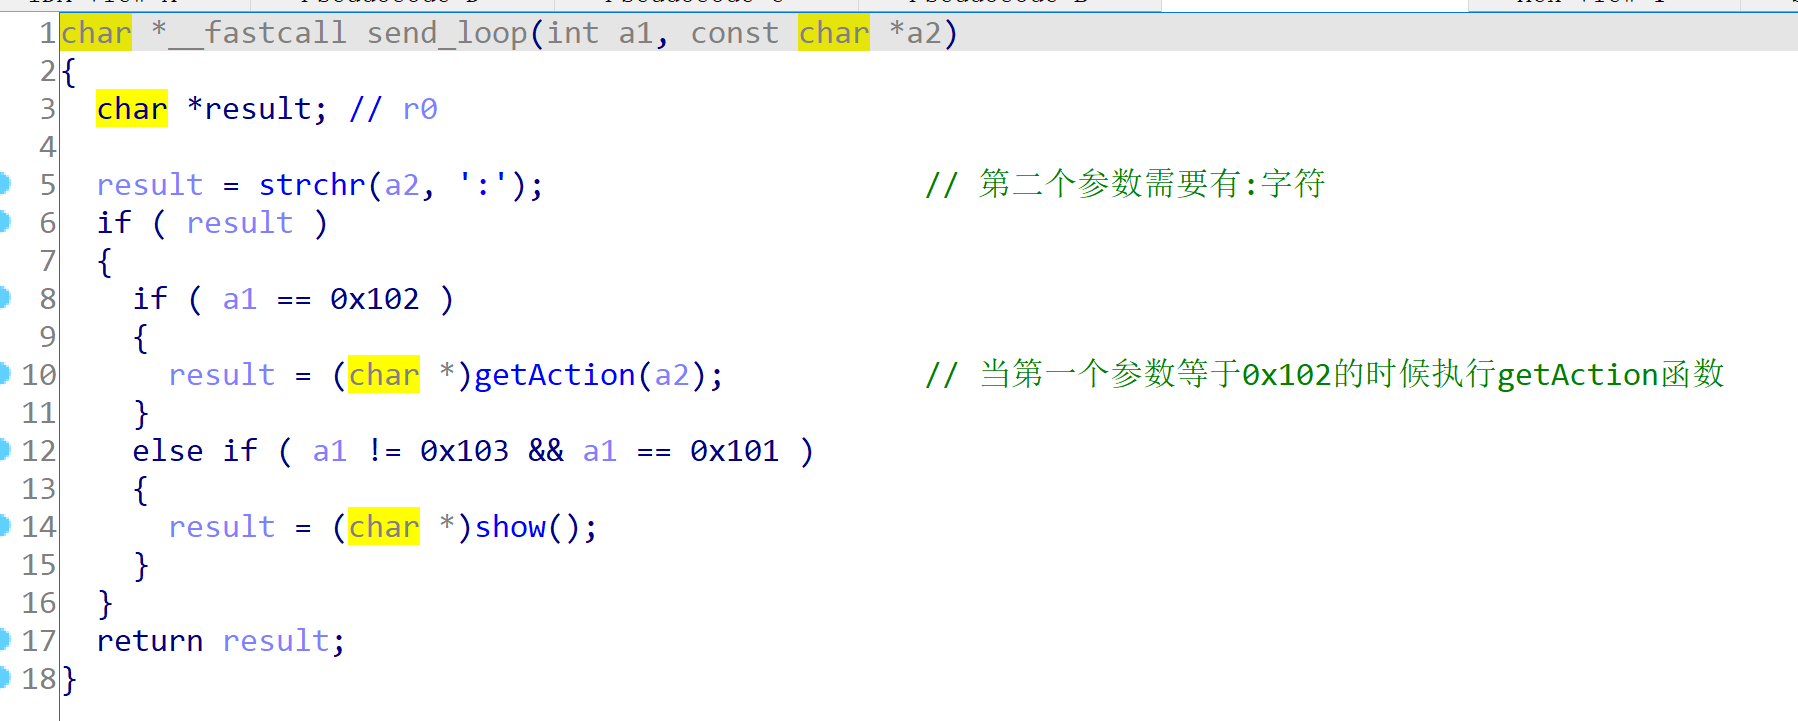 1 char *__fastcall send_loop(int a1, const char *a2)
2 {
3 char *result; // r0
4
5 result = strchr(a2, ':'); // 第二个参数需要有:字符
6 if ( result )
7 {
8 if ( a1 == 0x102 )
9 {
10 result = (char *)getAction(a2); // 当第一个参数等于0x102的时候执行getAction函数
11 }
12 else if ( a1 != 0x103 && a1 == 0x101 )
13 {
14 result = (char *)show();
15 }
16 }
17 return result;
18 }